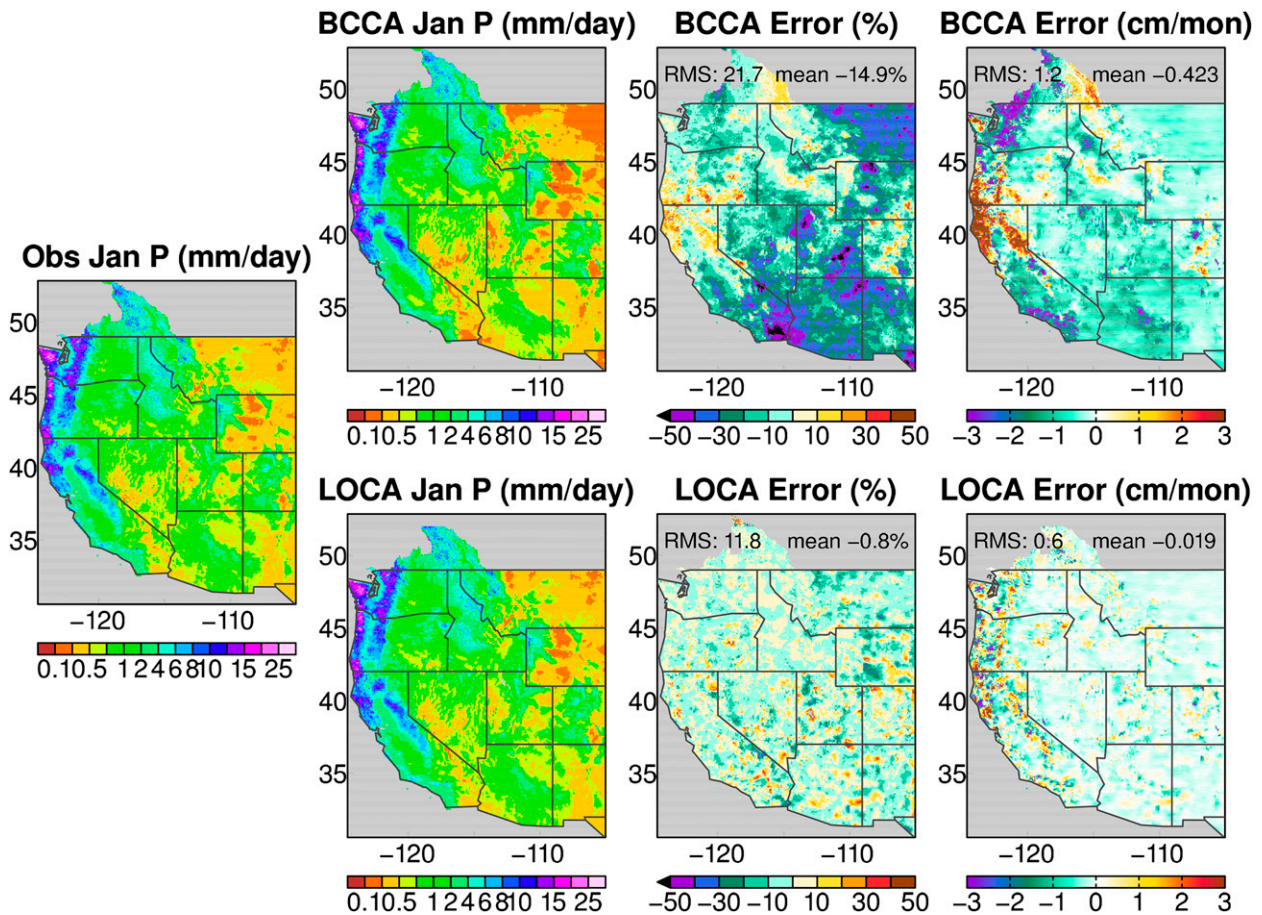 BCCA Jan P (mm/day)
BCCA Error (%)
BCCA Error (cm/mon)
RMS: 21.7 mean −14.9%
RMS: 1.2 mean −0.423
50
45
40
35
−120 −110
0.10.5 1 2 4 6 810 15 25
50
45
40
35
−120 −110
−50 −30 −10 10 30 50
50
45
40
35
−120 −110
−3 −2 −1 0 1 2 3
Obs Jan P (mm/day)
50
45
40
35
−120 −110
0.10.5 1 2 4 6 810 15 25
LOCA Jan P (mm/day)
LOCA Error (%)
LOCA Error (cm/mon)
RMS: 11.8 mean −0.8%
RMS: 0.6 mean −0.019
50
45
40
35
−120 −110
0.10.5 1 2 4 6 810 15 25
50
45
40
35
−120 −110
−50 −30 −10 10 30 50
50
45
40
35
−120 −110
−3 −2 −1 0 1 2 3